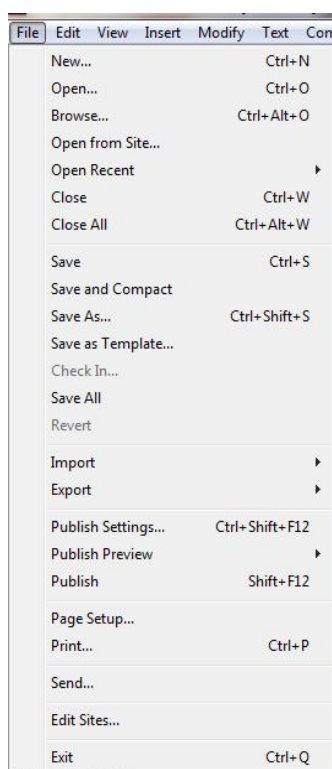 File Edit View Insert Modify Text Con
New... Ctrl+N
Open... Ctrl+O
Browse... Ctrl+Alt+O
Open from Site...
Open Recent
Close Ctrl+W
Close All Ctrl+Alt+W
Save Ctrl+S
Save and Compact
Save As... Ctrl+Shift+S
Save as Template...
Check In...
Save All
Revert
Import
Export
Publish Settings... Ctrl+Shift+F12
Publish Preview
Publish Shift+F12
Page Setup...
Print... Ctrl+P
Send...
Edit Sites...
Exit Ctrl+Q